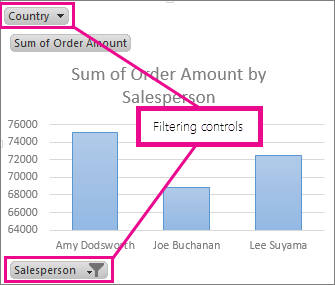 Country
Sum of Order Amount
Sum of Order Amount by
Salesperson
Filtering controls
76000
74000
72000
70000
68000
66000
64000
Amy Dodsworth
Joe Buchanan
Lee Suyama
Salesperson